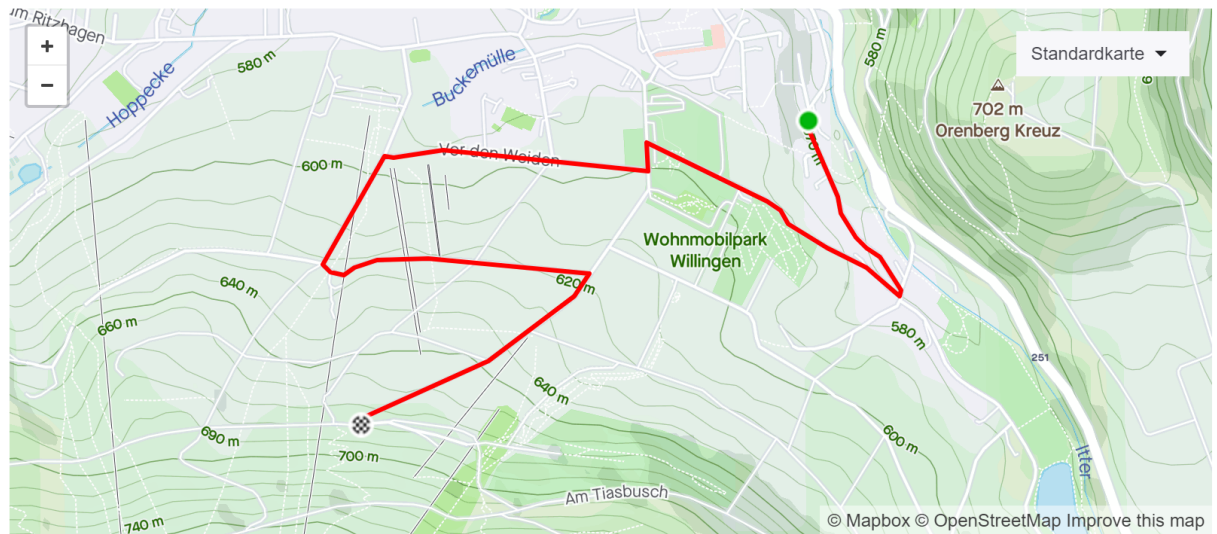 um Ritzhagen
+
−
580 m
Hoppecke
Buckemülle
580 m
Standardkarte
702 m
Orenberg Kreuz
600 m
Vor den Weiden
Wohnmobilpark
Willingen
640 m
620 m
660 m
580 m
251
640 m
690 m
700 m
600 m
Itter
Am Tiasbusch
740 m
© Mapbox © OpenStreetMap Improve this map